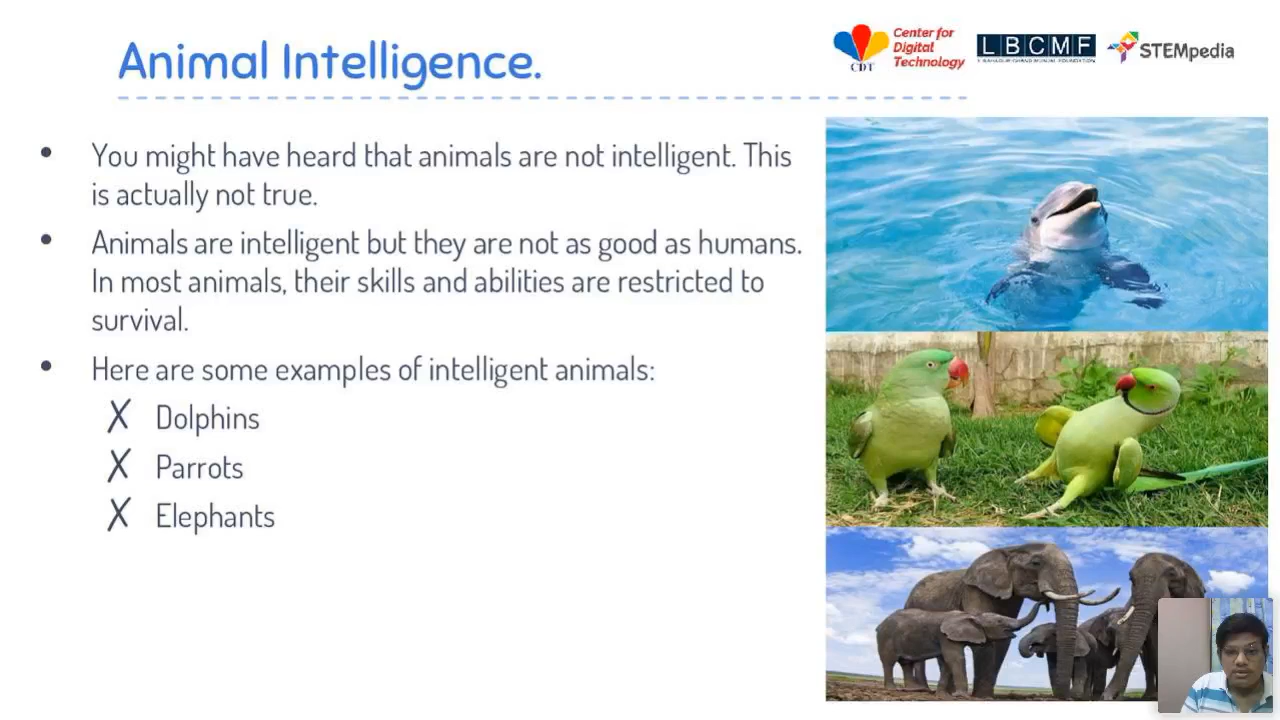 Animal Intelligence.
Center for
Digital
Technology
CDT
LBCMF
STEMpedia
• You might have heard that animals are not intelligent. This
is actually not true.
• Animals are intelligent but they are not as good as humans.
In most animals, their skills and abilities are restricted to
survival.
• Here are some examples of intelligent animals:
X Dolphins
X Parrots
X Elephants